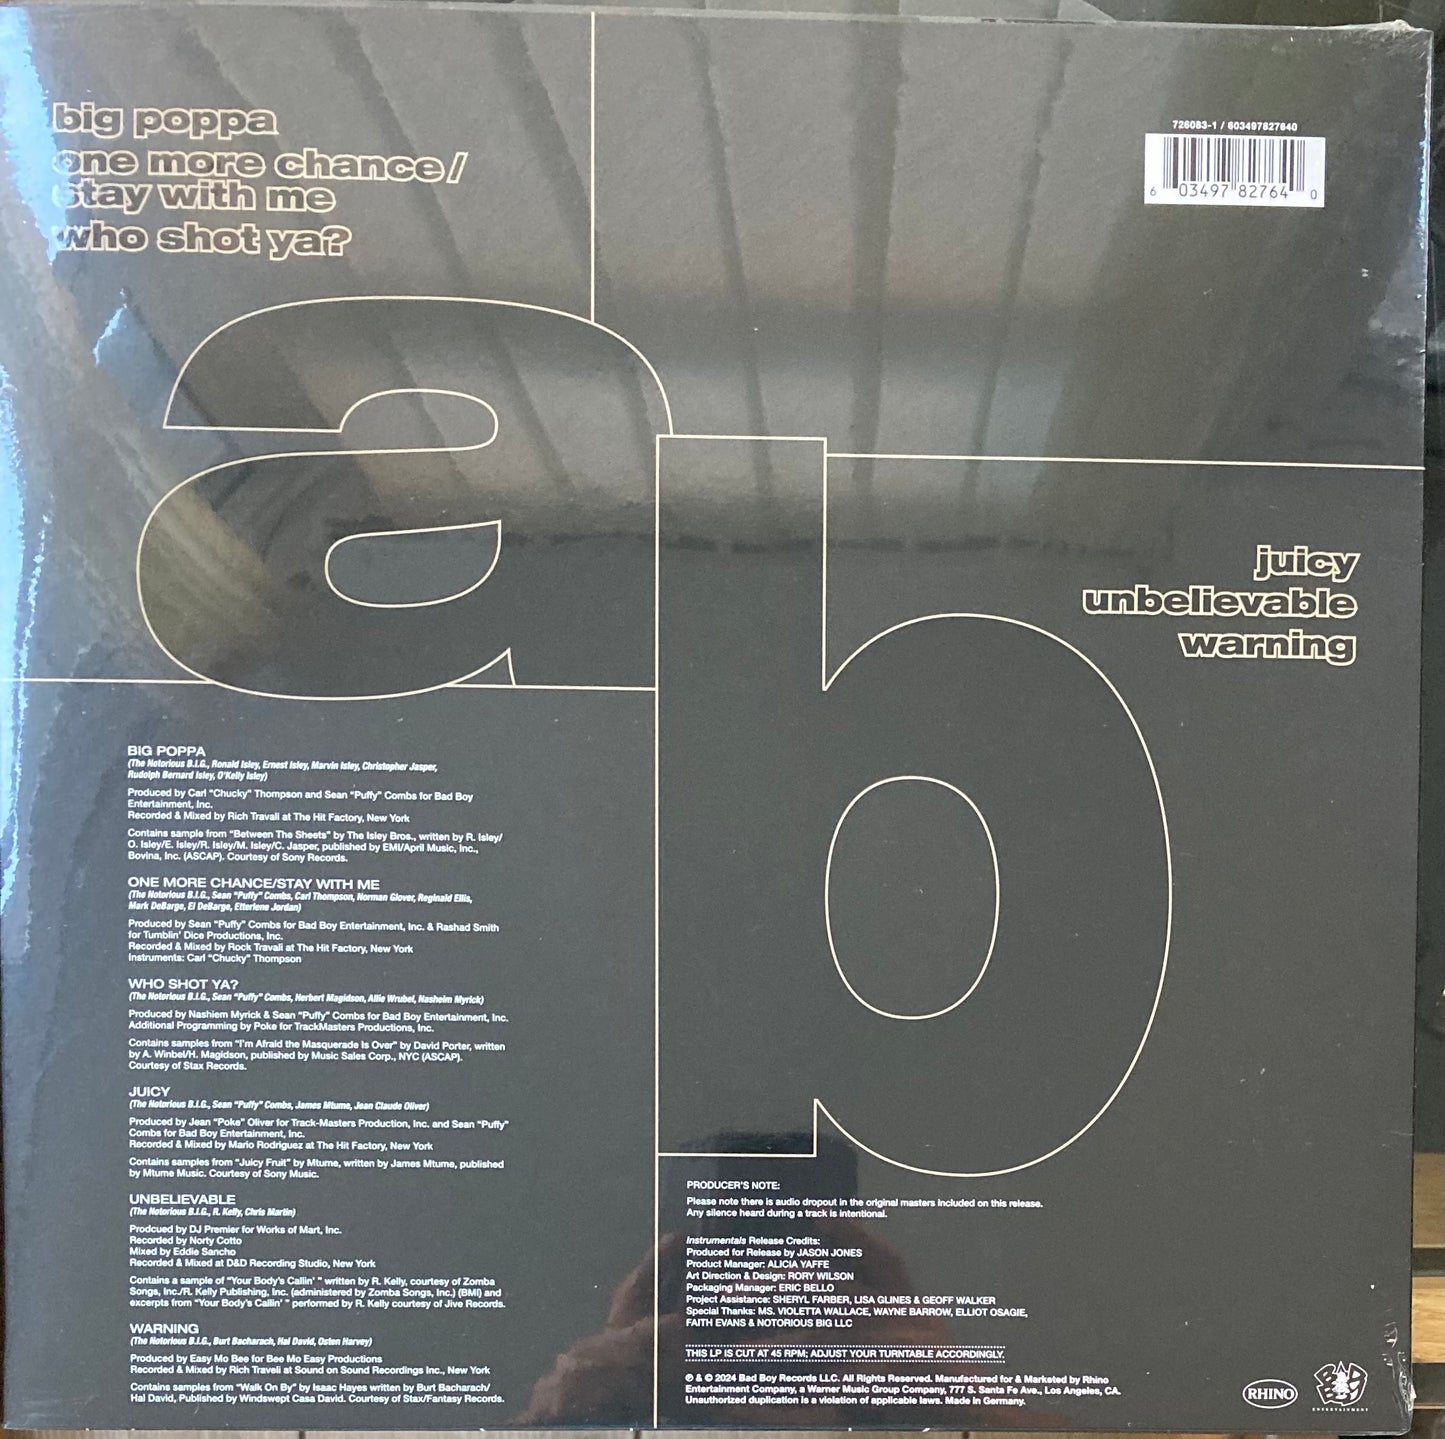 big poppa
one more chance/
stay with me
who shot ya?
726083-1 / 603497827640
6 03497 82764 0
a
b
juicy
unbelievable
warning
BIG POPPA
(The Notorious B.I.G., Ronald Isley, Ernest Isley, Marvin Isley, Christopher Jasper,
Rudolph Bernard Isley, O'Kelly Isley)
Produced by Carl "Chucky" Thompson and Sean "Puffy" Combs for Bad Boy
Entertainment, Inc.
Recorded & Mixed by Rich Travali at The Hit Factory, New York
Contains sample from "Between The Sheets" by The Isley Bros., written by R. Isley/
O. Isley/E. Isley/R. Isley/M. Isley/C. Jasper, published by EMI/April Music, Inc.,
Bovina, Inc. (ASCAP). Courtesy of Sony Records.
ONE MORE CHANCE/STAY WITH ME
(The Notorious B.I.G., Sean "Puffy" Combs, Carl Thompson, Norman Glover, Reginald Ellis,
Mark DeBarge, El DeBarge, Etterlene Jordan)
Produced by Sean "Puffy" Combs for Bad Boy Entertainment, Inc. & Rashad Smith
for Tumblin' Dice Productions, Inc.
Recorded & Mixed by Rock Travali at The Hit Factory, New York
Instruments: Carl "Chucky" Thompson
WHO SHOT YA?
(The Notorious B.I.G., Sean "Puffy" Combs, Herbert Magidson, Allie Wrubel, Nasheim Myrick)
Produced by Nashiem Myrick & Sean "Puffy" Combs for Bad Boy Entertainment, Inc.
Additional Programming by Poke for TrackMasters Productions, Inc.
Contains samples from "I'm Afraid the Masquerade Is Over" by David Porter, written
by A. Winbel/H. Magidson, published by Music Sales Corp., NYC (ASCAP).
Courtesy of Stax Records.
JUICY
(The Notorious B.I.G., Sean "Puffy" Combs, James Mtume, Jean Claude Oliver)
Produced by Jean "Poke" Oliver for Track-Masters Production, Inc. and Sean "Puffy"
Combs for Bad Boy Entertainment, Inc.
Recorded & Mixed by Mario Rodriguez at The Hit Factory, New York
Contains samples from "Juicy Fruit" by Mtume, written by James Mtume, published
by Mtume Music. Courtesy of Sony Music.
UNBELIEVABLE
(The Notorious B.I.G., R. Kelly, Chris Martin)
Prodcued by DJ Premier for Works of Mart, Inc.
Recorded by Norty Cotto
Mixed by Eddie Sancho
Recorded & Mixed at D&D Recording Studio, New York
Contains a sample of "Your Body's Callin' " written by R. Kelly, courtesy of Zomba
Songs, Inc./R. Kelly Publishing, Inc. (administered by Zomba Songs, Inc.) (BMI) and
excerpts from "Your Body's Callin' " performed by R. Kelly courtesy of Jive Records.
WARNING
(The Notorious B.I.G., Burt Bacharach, Hal David, Osten Harvey)
Produced by Easy Mo Bee for Bee Mo Easy Productions
Recorded & Mixed by Rich Travali at Sound on Sound Recordings Inc., New York
Contains samples from "Walk On By" by Isaac Hayes written by Burt Bacharach/
Hal David, Published by Windswept Casa David. Courtesy of Stax/Fantasy Records.
PRODUCER'S NOTE:
Please note there is audio dropout in the original masters included on this release.
Any silence heard during a track is intentional.
Instrumentals Release Credits:
Produced for Release by JASON JONES
Product Manager: ALICIA YAFFE
Art Direction & Design: RORY WILSON
Packaging Manager: ERIC BELLO
Project Assistance: SHERYL FARBER, LISA GLINES & GEOFF WALKER
Special Thanks: MS. VIOLETTA WALLACE, WAYNE BARROW, ELLIOT OSAGIE,
FAITH EVANS & NOTORIOUS BIG LLC
THIS LP IS CUT AT 45 RPM; ADJUST YOUR TURNTABLE ACCORDINGLY.
℗ & © 2024 Bad Boy Records LLC. All Rights Reserved. Manufactured for & Marketed by Rhino
Entertainment Company, a Warner Music Group Company, 777 S. Santa Fe Ave., Los Angeles, CA.
Unauthorized duplication is a violation of applicable laws. Made in Germany.
RHINO
BAD BOY
ENTERTAINMENT